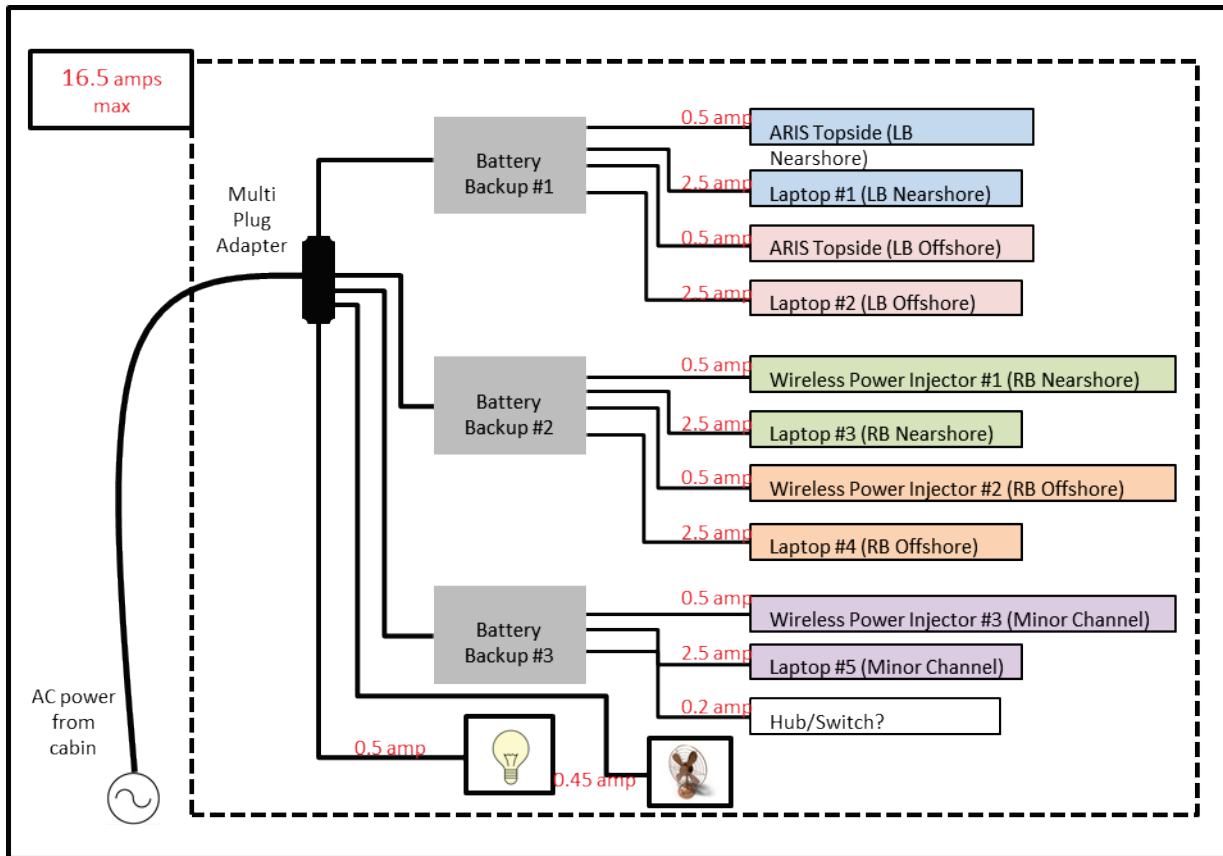 16.5 amps
max
Multi
Plug
Adapter
AC power
from
cabin
Battery
Backup #1
0.5 amp
ARIS Topside (LB
Nearshore)
2.5 amp
Laptop #1 (LB Nearshore)
0.5 amp
ARIS Topside (LB Offshore)
2.5 amp
Laptop #2 (LB Offshore)
Battery
Backup #2
0.5 amp
Wireless Power Injector #1 (RB Nearshore)
2.5 amp
Laptop #3 (RB Nearshore)
0.5 amp
Wireless Power Injector #2 (RB Offshore)
2.5 amp
Laptop #4 (RB Offshore)
Battery
Backup #3
0.5 amp
Wireless Power Injector #3 (Minor Channel)
2.5 amp
Laptop #5 (Minor Channel)
0.2 amp
Hub/Switch?
0.5 amp
0.45 amp